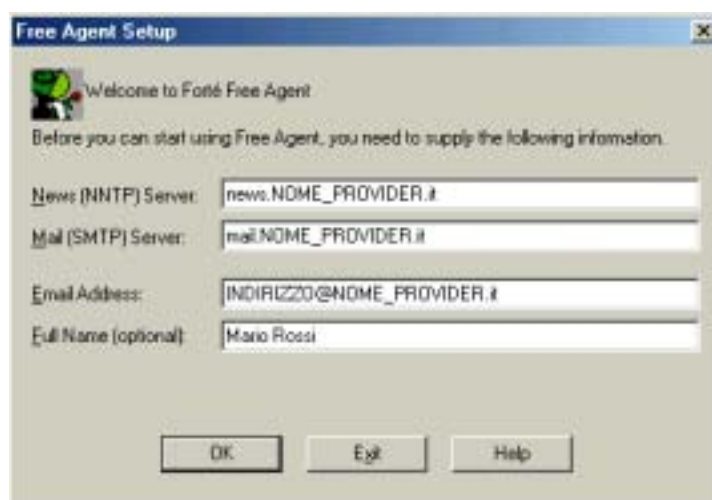 Free Agent Setup
Welcome to Forté Free Agent
Before you can start using Free Agent, you need to supply the following information.
News (NNTP) Server: news.NOME_PROVIDER.it
Mail (SMTP) Server: mail.NOME_PROVIDER.it
Email Address: INDIRIZZO@NOME_PROVIDER.it
Full Name (optional): Mario Rossi
OK Exit Help